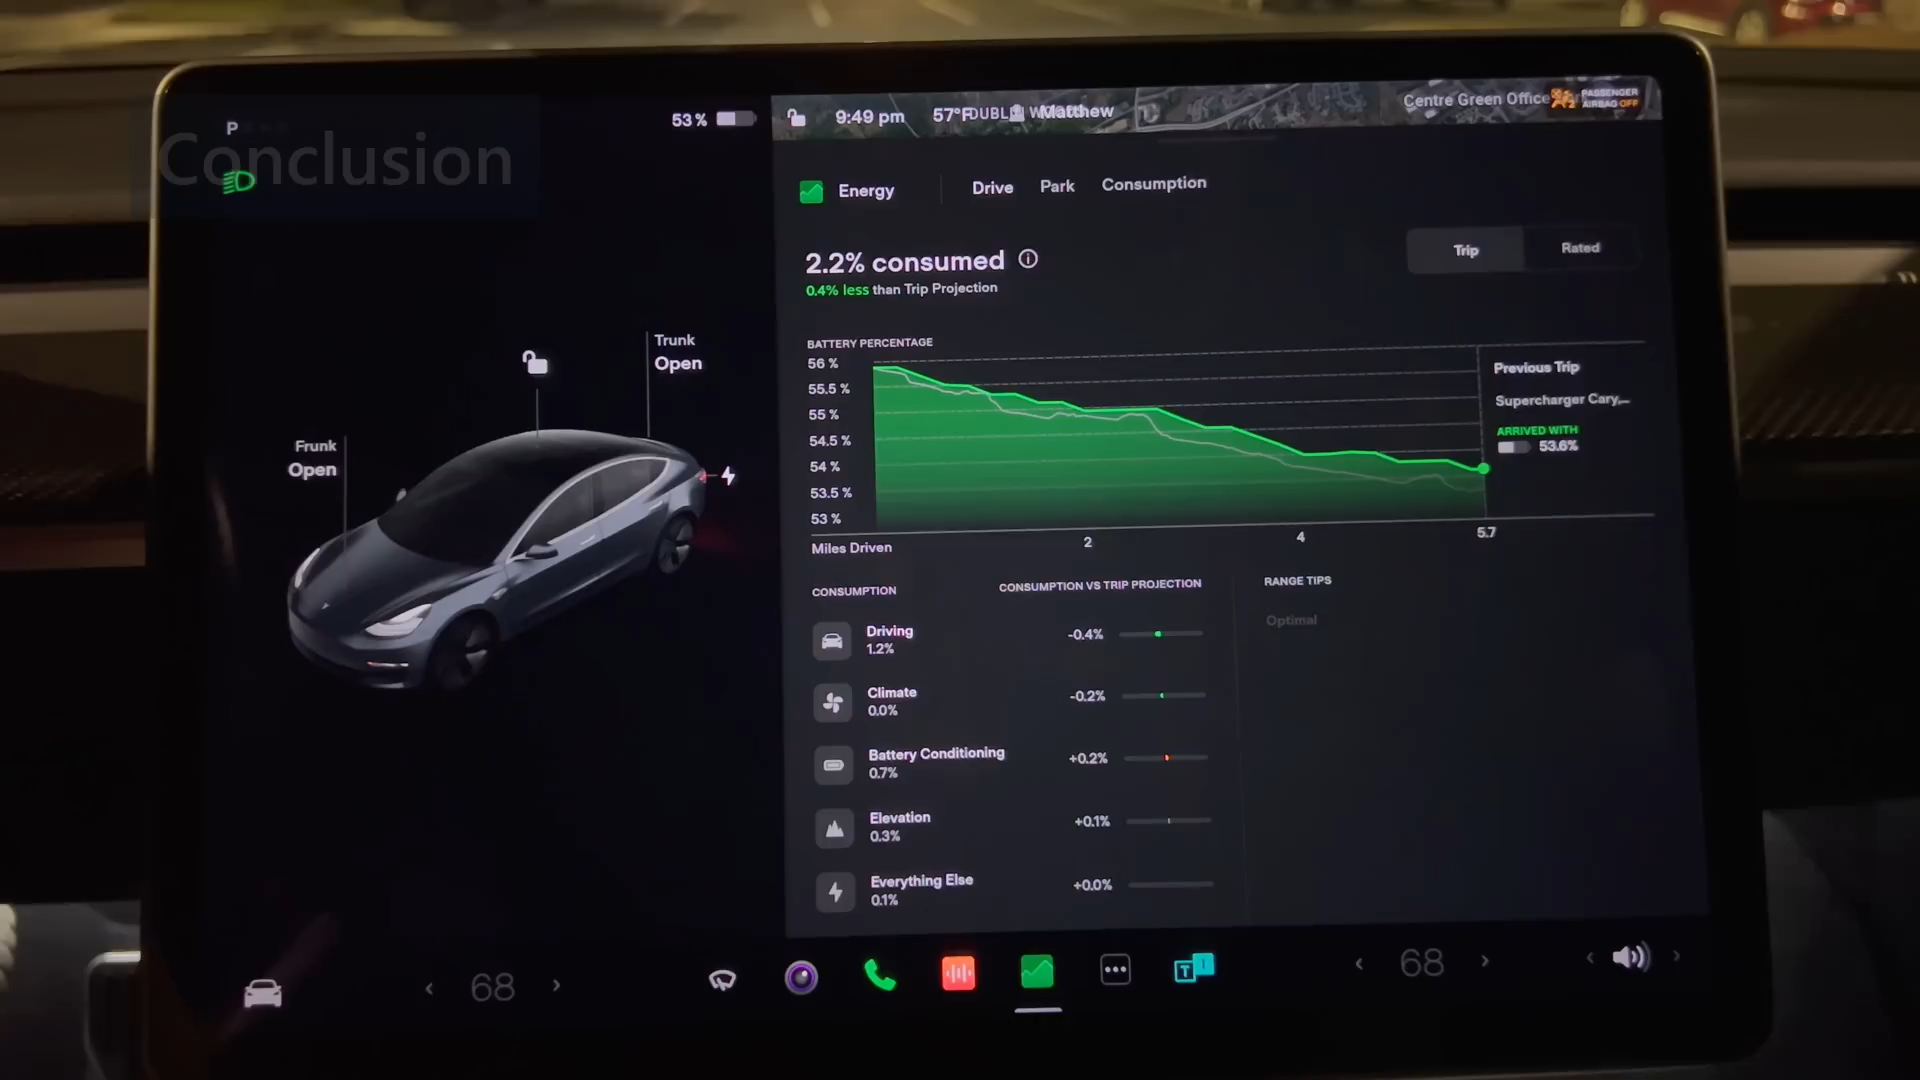 Conclusion
P
53 %
9:49 pm
57°F
Matthew
Centre Green Office
PASSENGER
AIRBAG OFF
Energy
Drive
Park
Consumption
2.2% consumed
0.4% less than Trip Projection
Trip
Rated
Trunk
Open
Frunk
Open
BATTERY PERCENTAGE
56 %
55.5 %
55 %
54.5 %
54 %
53.5 %
53 %
Miles Driven
2
4
5.7
Previous Trip
Supercharger Cary,...
ARRIVED WITH
53.6%
CONSUMPTION
CONSUMPTION VS TRIP PROJECTION
RANGE TIPS
Optimal
Driving
1.2%
-0.4%
Climate
0.0%
-0.2%
Battery Conditioning
0.7%
+0.2%
Elevation
0.3%
+0.1%
Everything Else
0.1%
+0.0%
68
T
68